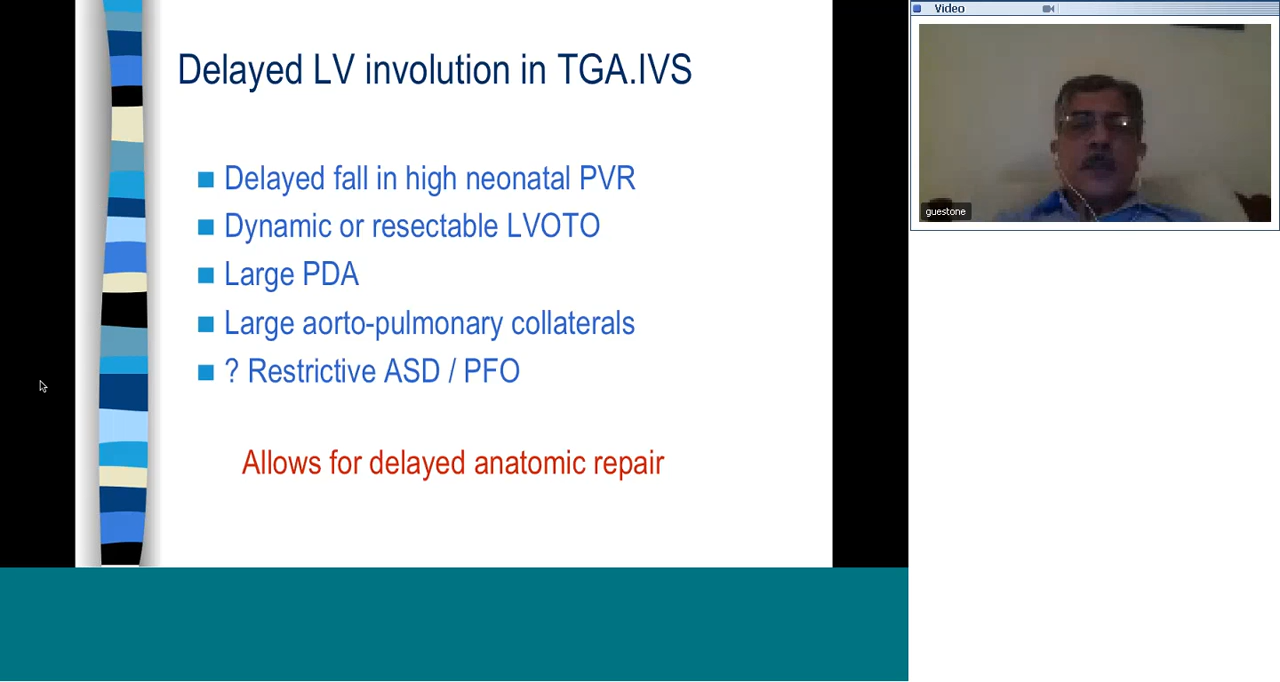 Delayed LV involution in TGA.IVS
Delayed fall in high neonatal PVR
Dynamic or resectable LVOTO
Large PDA
Large aorto-pulmonary collaterals
? Restrictive ASD / PFO
Allows for delayed anatomic repair
Video
guestone